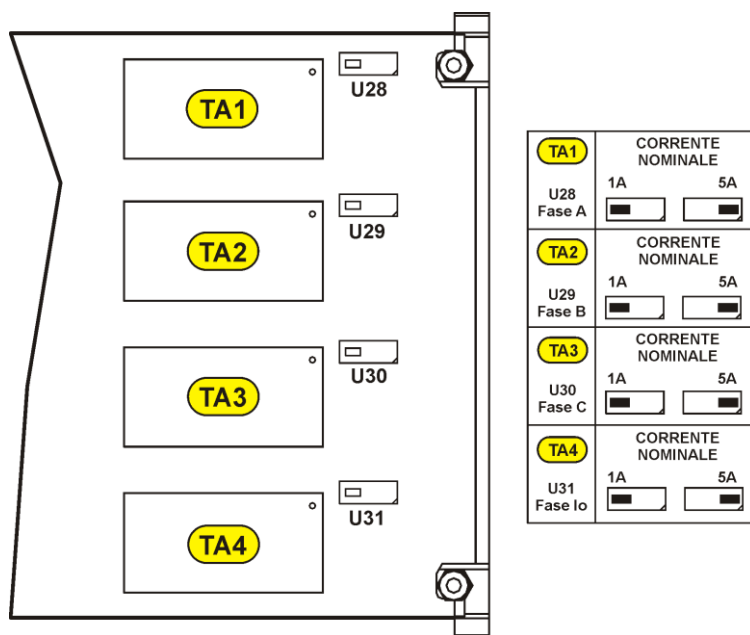 TA1
U28
TA2
U29
TA3
U30
TA4
U31
TA1
U28
Fase A
CORRENTE
NOMINALE
1A 5A
TA2
U29
Fase B
CORRENTE
NOMINALE
1A 5A
TA3
U30
Fase C
CORRENTE
NOMINALE
1A 5A
TA4
U31
Fase Io
CORRENTE
NOMINALE
1A 5A